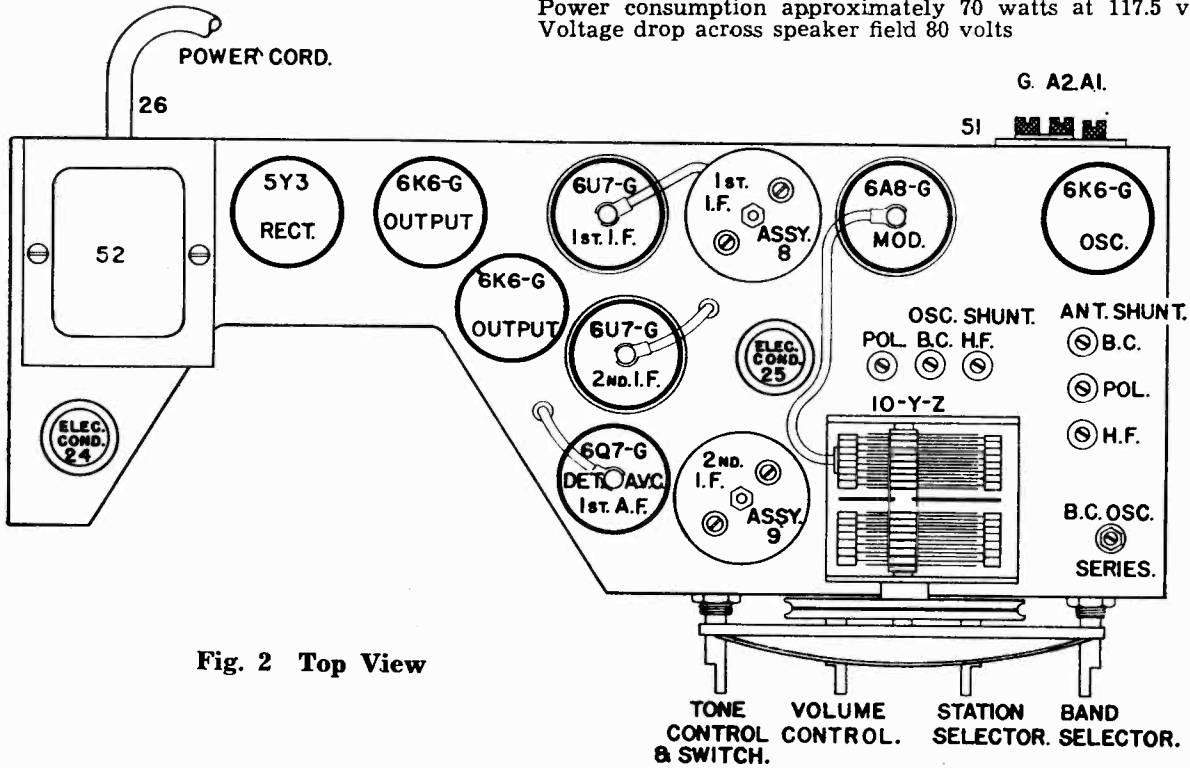 Power consumption approximately 70 watts at 117.5 v
Voltage drop across speaker field 80 volts
POWER CORD.
26
G. A2. A1.
51
5Y3
RECT.
6K6-G
OUTPUT
6U7-G
1ST. I.F.
1ST.
I.F.
ASSY.
8
6A8-G
MOD.
6K6-G
OSC.
52
6K6-G
OUTPUT
6U7-G
2ND. I.F.
ELEC.
COND.
25
OSC. SHUNT.
POL. B.C. H.F.
ANT. SHUNT.
B.C.
POL.
H.F.
10-Y-Z
ELEC.
COND.
24
6Q7-G
DET. A.V.C.
1ST. A.F.
2ND.
I.F.
ASSY.
9
B.C. OSC.
SERIES.
Fig. 2 Top View
TONE
CONTROL
& SWITCH.
VOLUME
CONTROL.
STATION
SELECTOR.
BAND
SELECTOR.